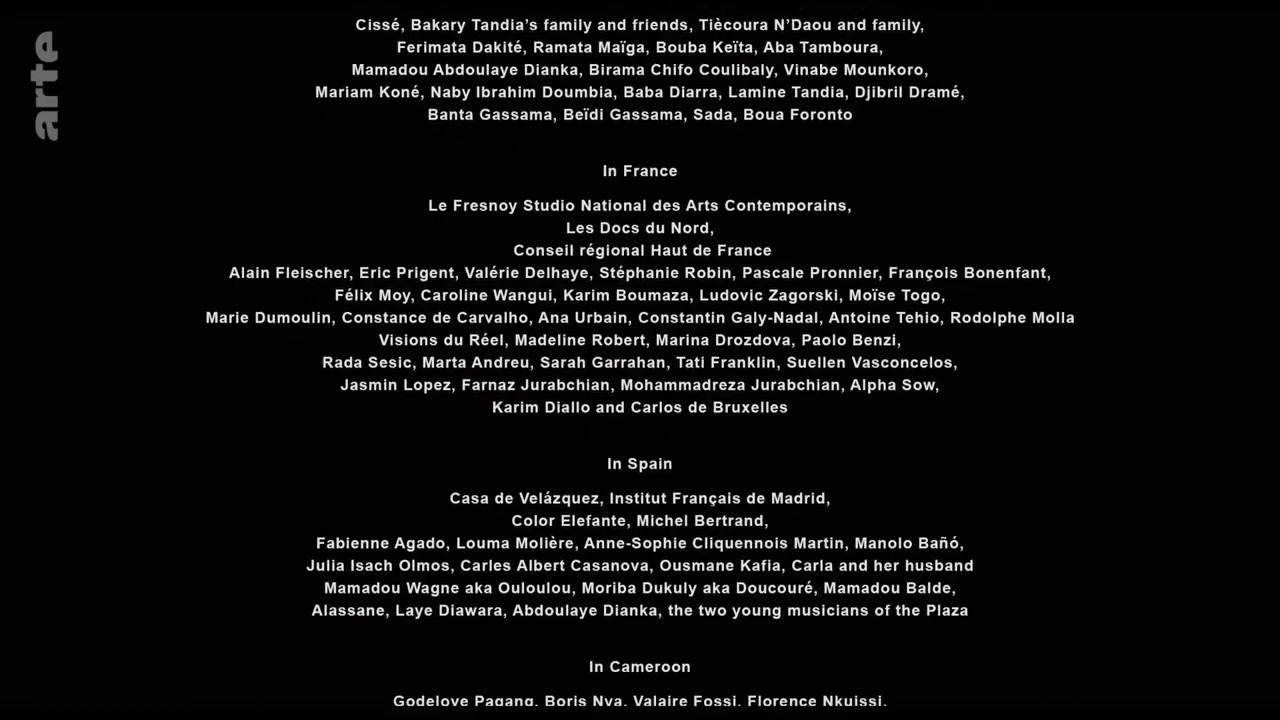 arte
Cissé, Bakary Tandia’s family and friends, Tiècoura N’Daou and family,
Ferimata Dakité, Ramata Maïga, Bouba Keïta, Aba Tamboura,
Mamadou Abdoulaye Dianka, Birama Chifo Coulibaly, Vinabe Mounkoro,
Mariam Koné, Naby Ibrahim Doumbia, Baba Diarra, Lamine Tandia, Djibril Dramé,
Banta Gassama, Beïdi Gassama, Sada, Boua Foronto
In France
Le Fresnoy Studio National des Arts Contemporains,
Les Docs du Nord,
Conseil régional Haut de France
Alain Fleischer, Eric Prigent, Valérie Delhaye, Stéphanie Robin, Pascale Pronnier, François Bonenfant,
Félix Moy, Caroline Wangui, Karim Boumaza, Ludovic Zagorski, Moïse Togo,
Marie Dumoulin, Constance de Carvalho, Ana Urbain, Constantin Galy-Nadal, Antoine Tehio, Rodolphe Molla
Visions du Réel, Madeline Robert, Marina Drozdova, Paolo Benzi,
Rada Sesic, Marta Andreu, Sarah Garrahan, Tati Franklin, Suellen Vasconcelos,
Jasmin Lopez, Farnaz Jurabchian, Mohammadreza Jurabchian, Alpha Sow,
Karim Diallo and Carlos de Bruxelles
In Spain
Casa de Velázquez, Institut Français de Madrid,
Color Elefante, Michel Bertrand,
Fabienne Agado, Louma Molière, Anne-Sophie Cliquennois Martin, Manolo Bañó,
Julia Isach Olmos, Carles Albert Casanova, Ousmane Kafia, Carla and her husband
Mamadou Wagne aka Ouloulou, Moriba Dukuly aka Doucouré, Mamadou Balde,
Alassane, Laye Diawara, Abdoulaye Dianka, the two young musicians of the Plaza
In Cameroon
Godelove Pagang, Boris Nya, Valaire Fossi, Florence Nkuissi,